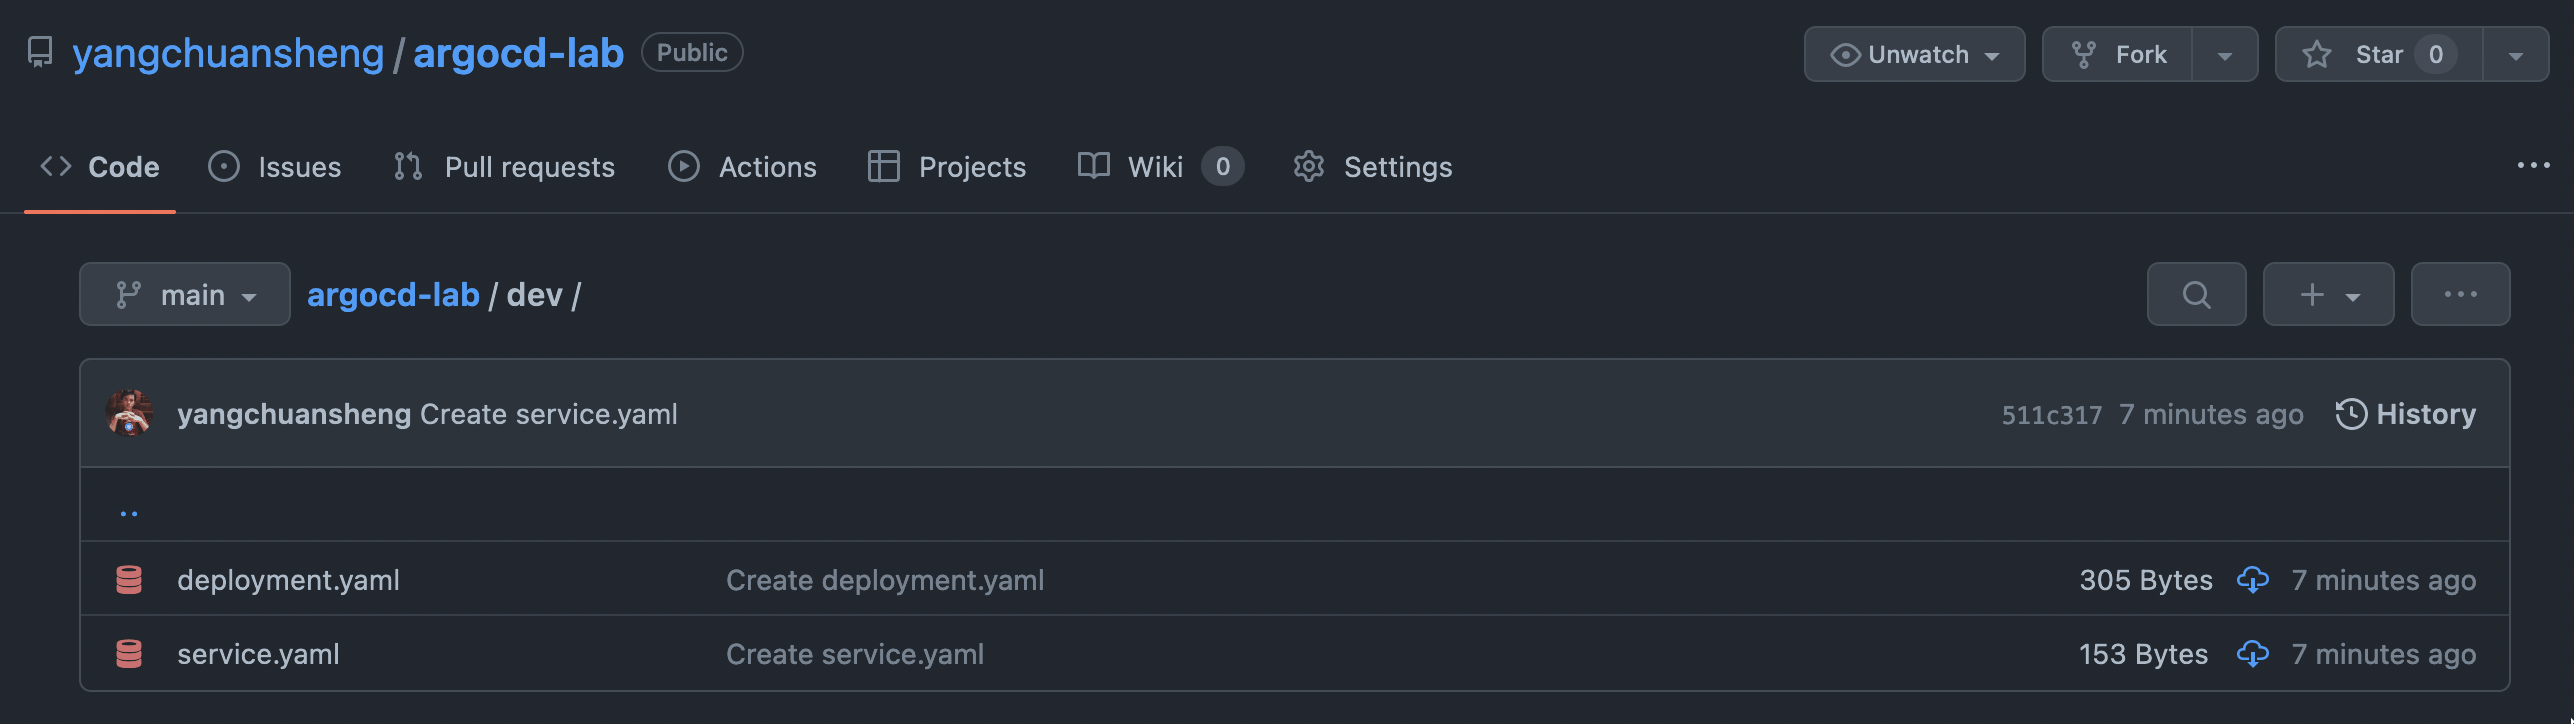 yangchuansheng / argocd-lab Public Unwatch Fork Star 0
Code Issues Pull requests Actions Projects Wiki 0 Settings ...
main argocd-lab / dev / + ...
yangchuansheng Create service.yaml 511c317 7 minutes ago History
..
deployment.yaml Create deployment.yaml 305 Bytes 7 minutes ago
service.yaml Create service.yaml 153 Bytes 7 minutes ago